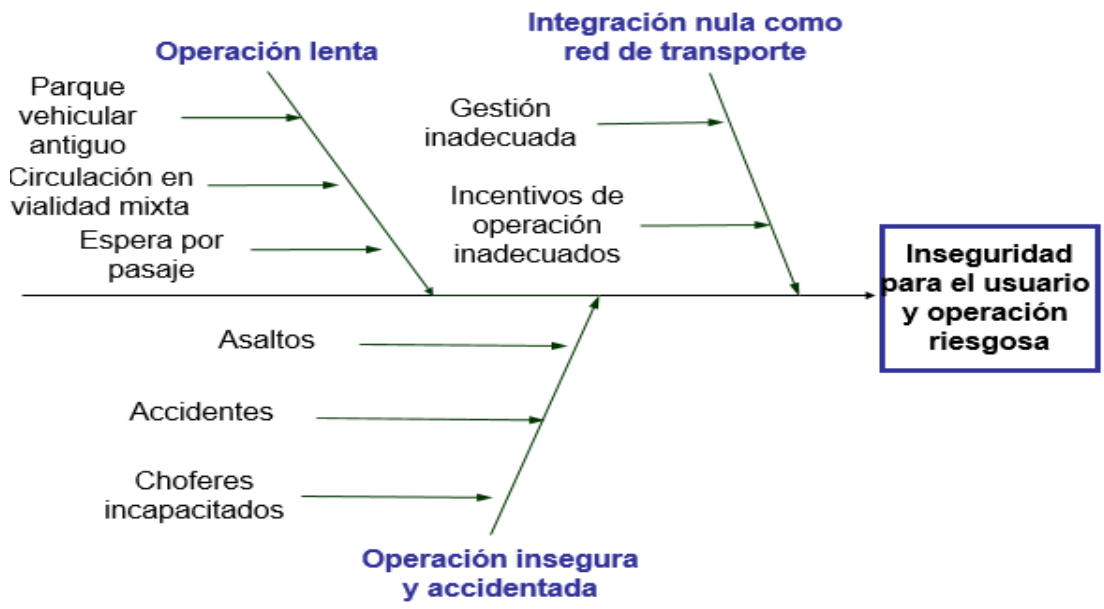 Integración nula como
red de transporte
Operación lenta
Parque
vehicular
antiguo
Circulación en
vialidad mixta
Espera por
pasaje
Gestión
inadecuada
Incentivos de
operación
inadecuados
Inseguridad
para el usuario
y operación
riesgosa
Asaltos
Accidentes
Choferes
incapacitados
Operación insegura
y accidentada